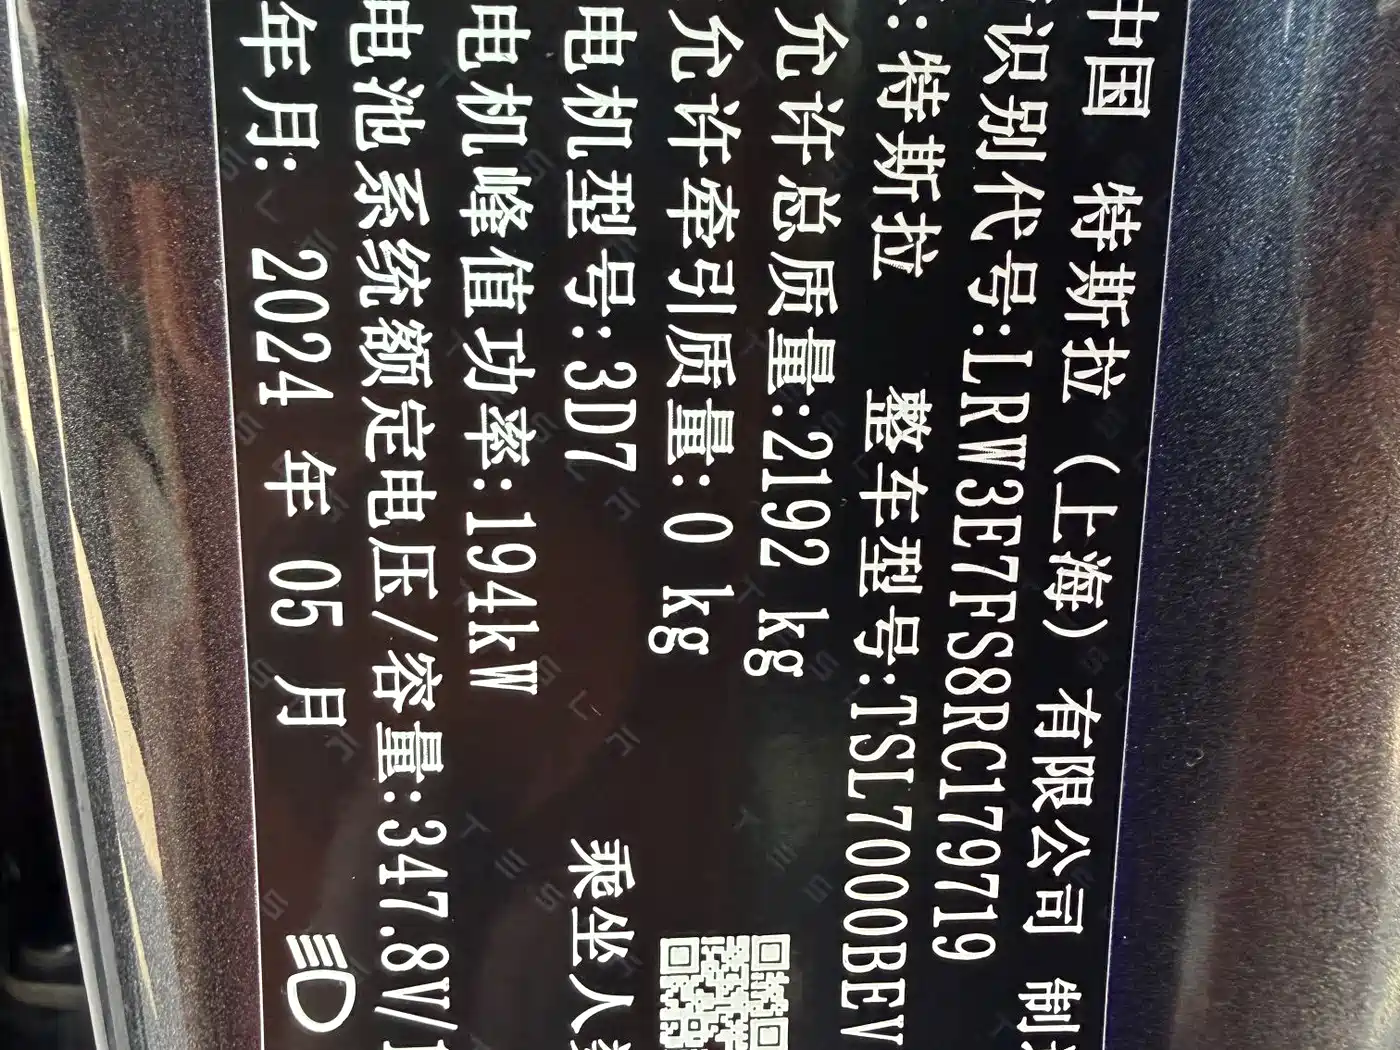 中国 特斯拉（上海）有限公司 制
识别代号:LRW3E7FS8RC179719
:特斯拉 整车型号:TSL7000BEV
允许总质量:2192 kg
允许牵引质量:0 kg
电机型号:3D7 乘坐人
电机峰值功率:194kW
电池系统额定电压/容量:347.8V/1
年月: 2024 年 05 月